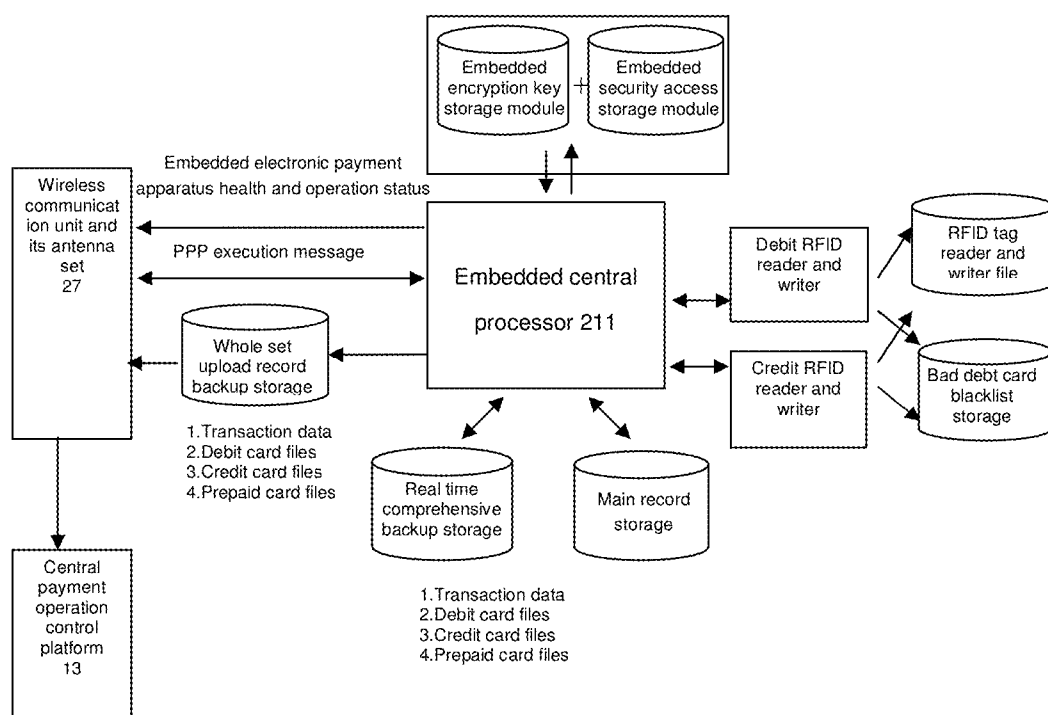 Embedded
encryption key
storage module
+
Embedded
security access
storage module
Embedded electronic payment
apparatus health and operation status
Wireless
communicat
ion unit and
its antenna
set
27
PPP execution message
Embedded central
processor 211
Debit RFID
reader and
writer
RFID tag
reader and
writer file
Whole set
upload record
backup storage
Credit RFID
reader and
writer
Bad debt card
blacklist
storage
1.Transaction data
2.Debit card files
3.Credit card files
4.Prepaid card files
Real time
comprehensive
backup storage
Main record
storage
Central
payment
operation
control
platform
13
1.Transaction data
2.Debit card files
3.Credit card files
4.Prepaid card files